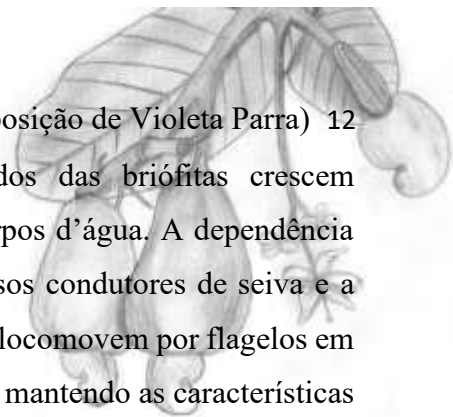 posição de Violeta Parra) 12
dos das briófitas crescem
rpos d’água. A dependência
sos condutores de seiva e a
locomovem por flagelos em
mantendo as características